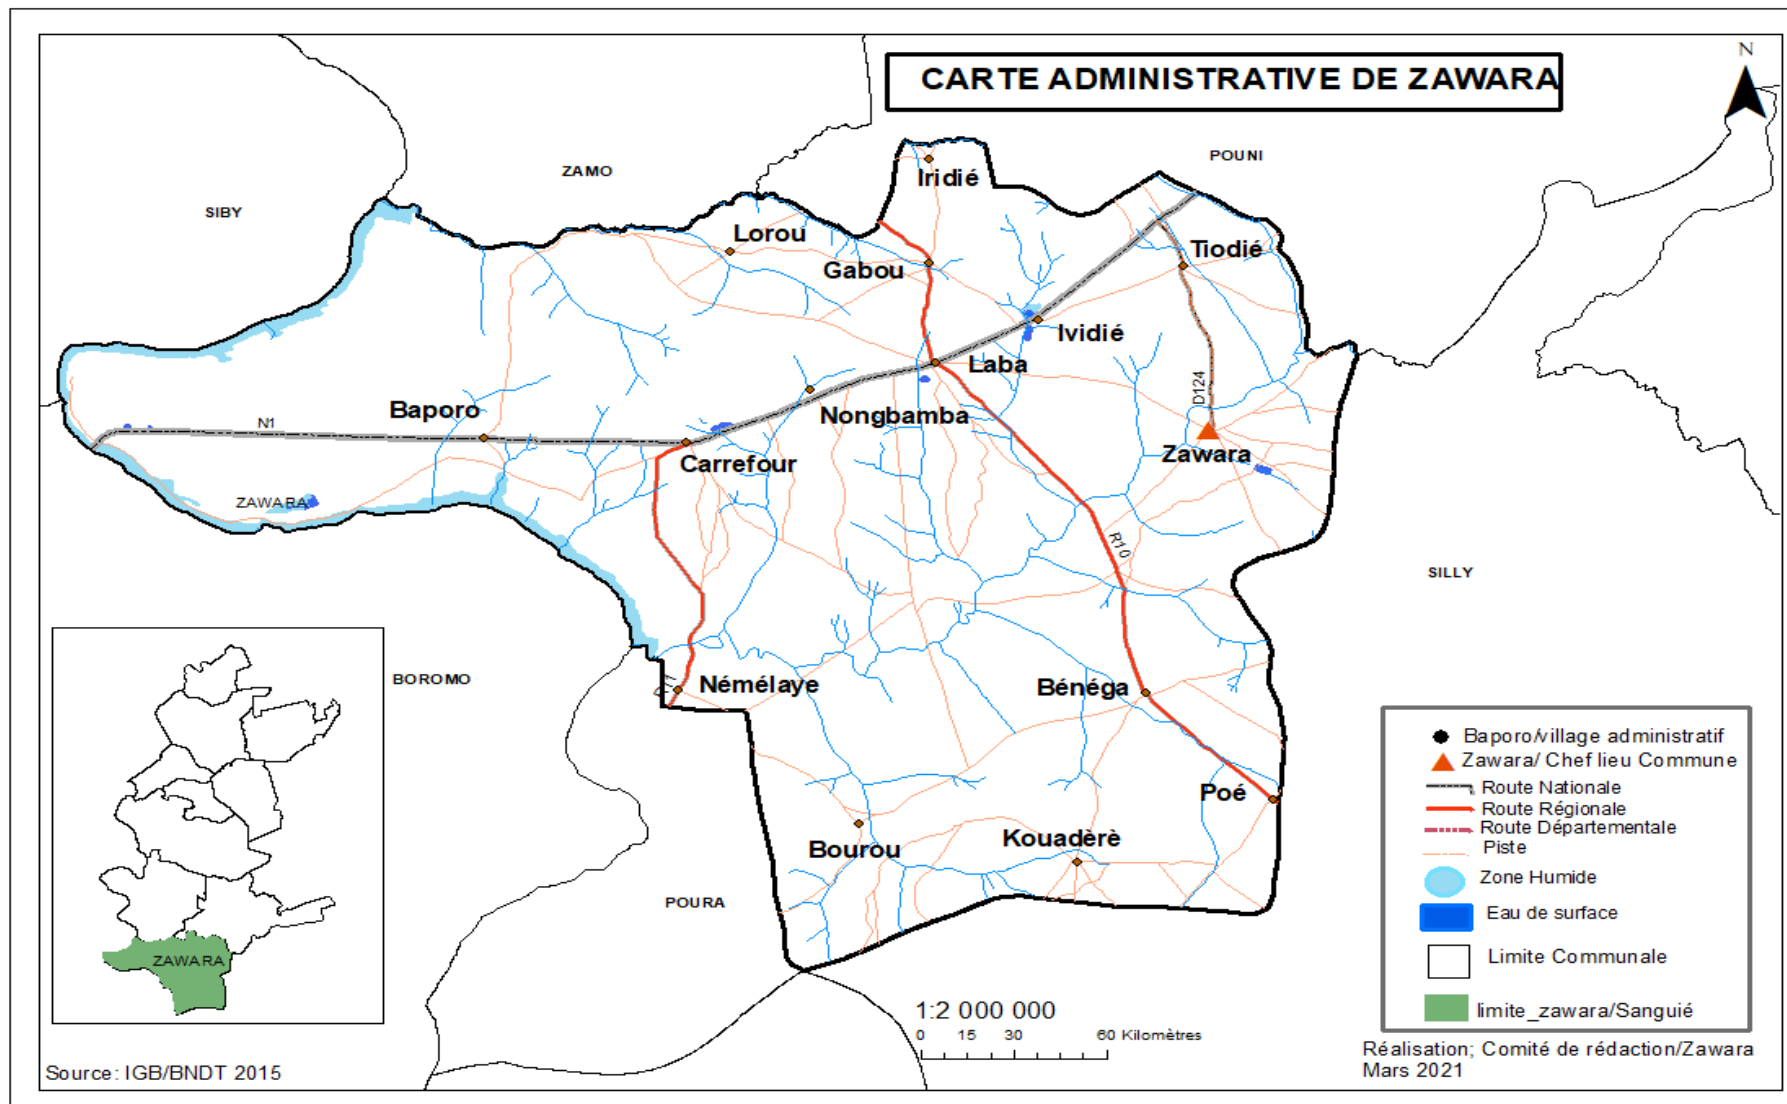 CARTE ADMINISTRATIVE DE ZAWARA
N
POUNI
ZAMO
SIBY
Iridié
Lorou
Gabou
Tiodié
Ividié
Laba
D124
Baporo
Nongbamba
N1
Carrefour
Zawara
ZAWARA
R10
SILLY
BOROMO
Némélaye
Bénéga
Poé
Kouadèrè
Bourou
POURA
ZAWARA
Baporo/village administratif
Zawara/ Chef lieu Commune
Route Nationale
Route Régionale
Route Départementale
Piste
Zone Humide
Eau de surface
Limite Communale
limite_zawara/Sanguié
1:2 000 000
0 15 30 60 Kilomètres
Source: IGB/BNDT 2015
Réalisation; Comité de rédaction/Zawara
Mars 2021